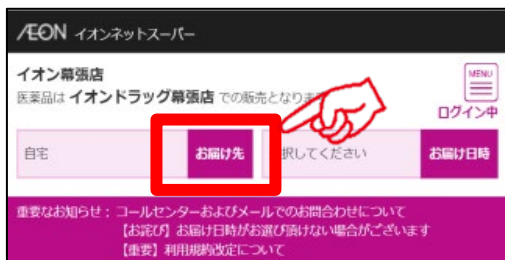 ÆON イオンネットスーパー
イオン幕張店
医薬品は イオンドラッグ幕張店 での販売となります
MENU
ログイン中
自宅
お届け先
択してください
お届け日時
重要なお知らせ：コールセンターおよびメールでのお問合わせについて
【お詫び】お届け日時がお選び頂けない場合がございます
【重要】利用規約改定について